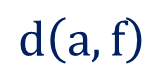 d(a, f)